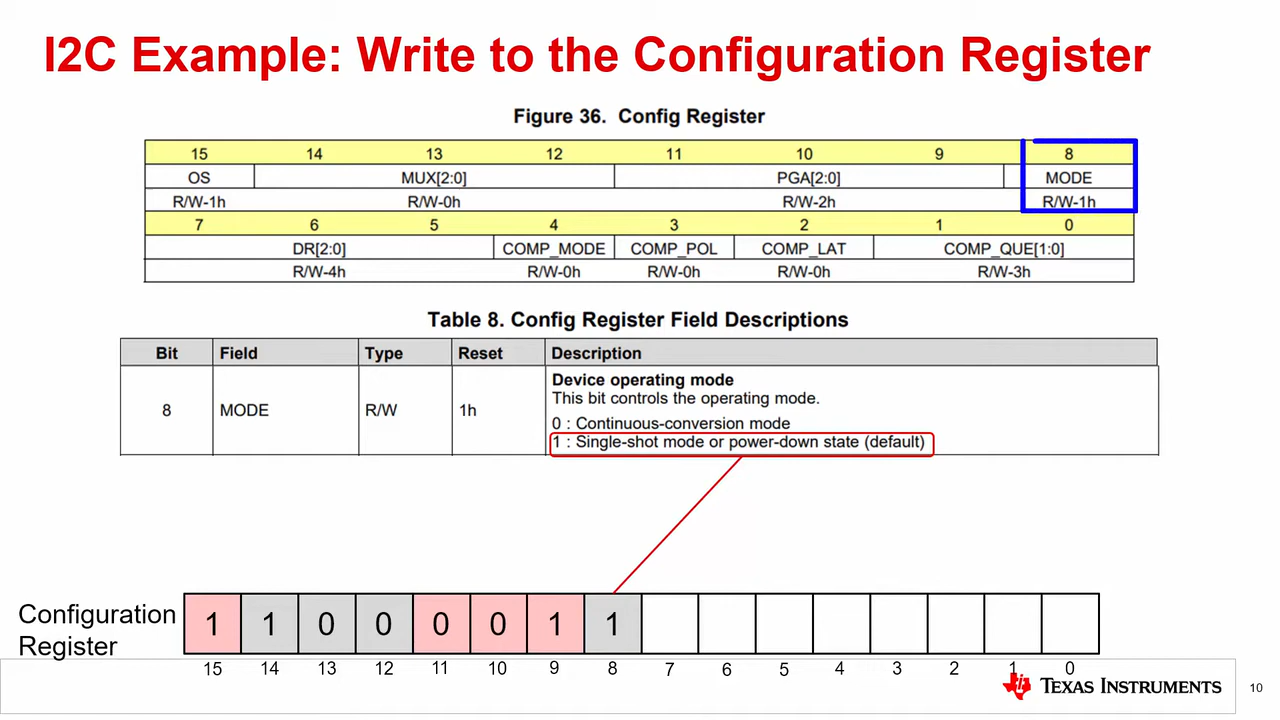 I2C Example: Write to the Configuration Register
Figure 36. Config Register
15 14 13 12 11 10 9 8
OS MUX[2:0] PGA[2:0] MODE
R/W-1h R/W-0h R/W-2h R/W-1h
7 6 5 4 3 2 1 0
DR[2:0] COMP_MODE COMP_POL COMP_LAT COMP_QUE[1:0]
R/W-4h R/W-0h R/W-0h R/W-0h R/W-3h
Table 8. Config Register Field Descriptions
Bit Field Type Reset Description
8 MODE R/W 1h Device operating mode
This bit controls the operating mode.
0 : Continuous-conversion mode
1 : Single-shot mode or power-down state (default)
Configuration Register 1 1 0 0 0 0 1 1
15 14 13 12 11 10 9 8 7 6 5 4 3 2 1 0
TEXAS INSTRUMENTS
10